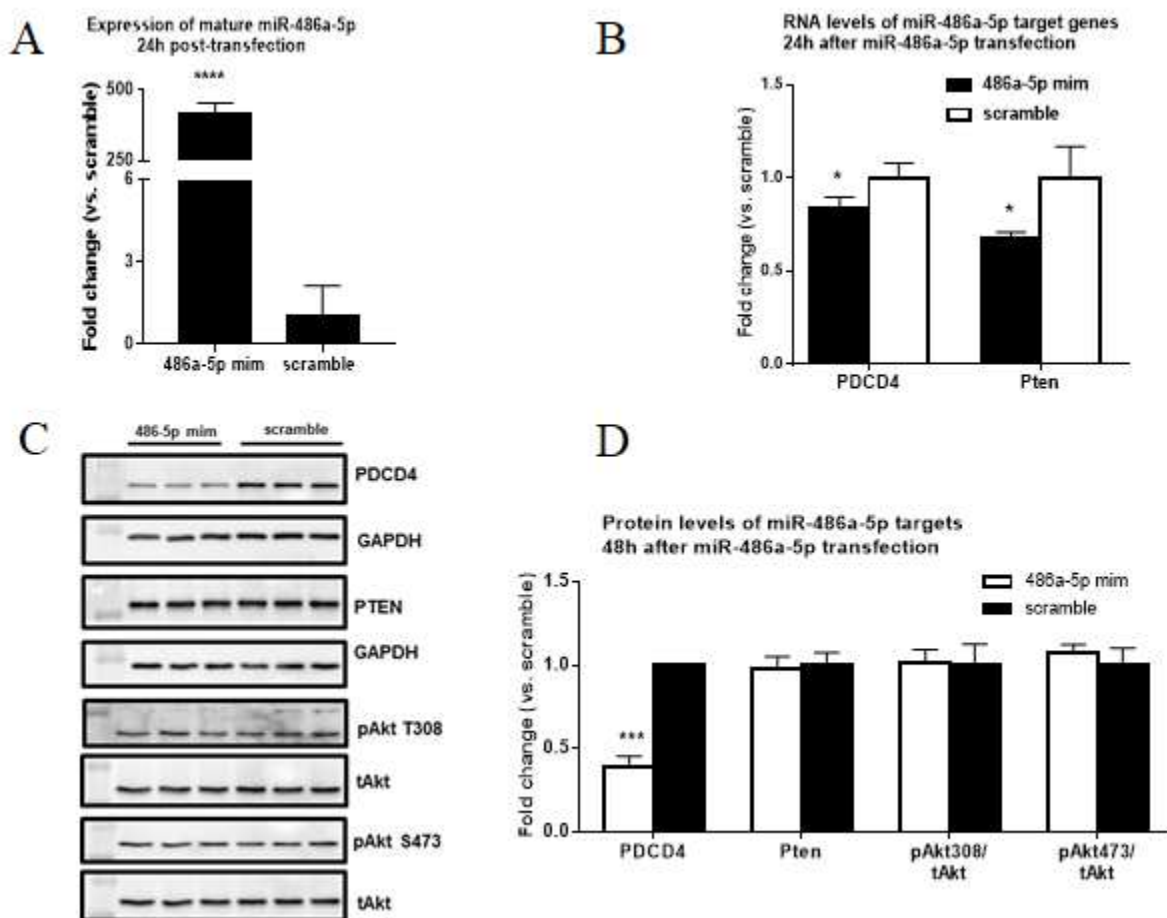 A
Expression of mature miR-486a-5p
24h post-transfection
****
Fold change (vs. scramble)
500
250
6
3
0
486a-5p mim
scramble
B
RNA levels of miR-486a-5p target genes
24h after miR-486a-5p transfection
486a-5p mim
scramble
Fold change (vs. scramble)
1.5
1.0
0.5
0.0
*
*
PDCD4
Pten
C
486-5p mim
scramble
PDCD4
GAPDH
PTEN
GAPDH
pAkt T308
tAkt
pAkt S473
tAkt
D
Protein levels of miR-486a-5p targets
48h after miR-486a-5p transfection
486a-5p mim
scramble
Fold change ( vs. scramble)
1.5
1.0
0.5
0.0
***
PDCD4
Pten
pAkt308/
tAkt
pAkt473/
tAkt